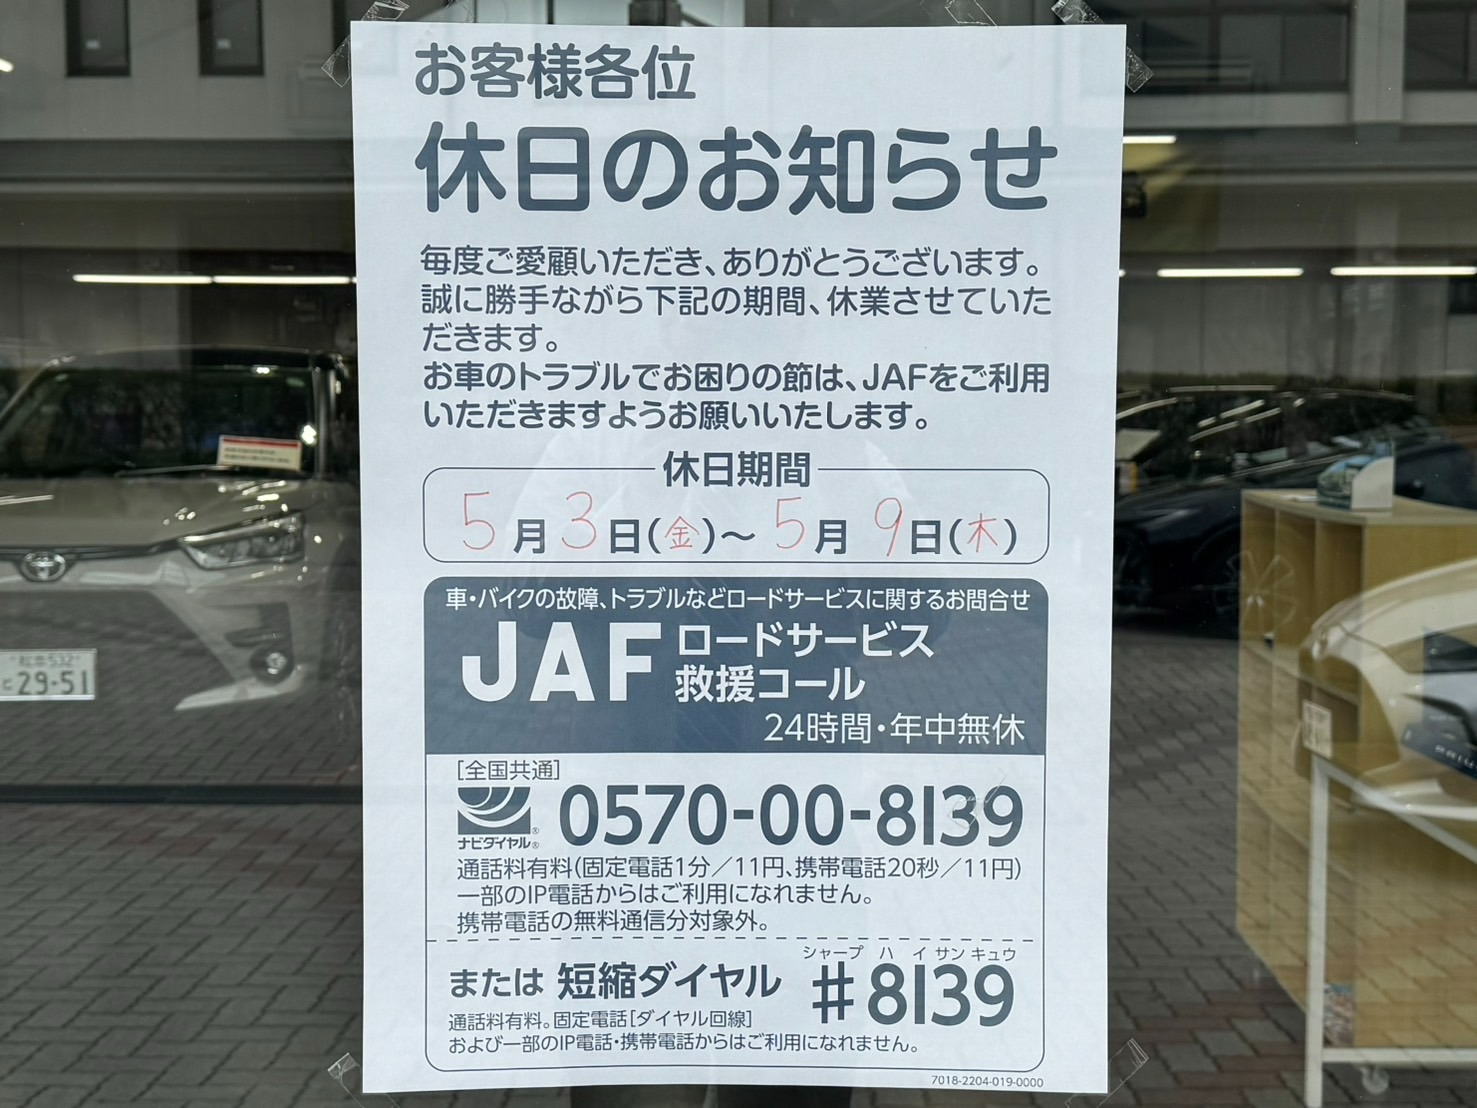 お客様各位
休日のお知らせ
毎度ご愛顧いただき、ありがとうございます。
誠に勝手ながら下記の期間、休業させていた
だきます。
お車のトラブルでお困りの節は、JAFをご利用
いただきますようお願いいたします。
休日期間
5月3日(金)～5月9日(木)
車・バイクの故障、トラブルなどロードサービスに関するお問合せ
JAF ロードサービス
救援コール
24時間・年中無休
[全国共通]
ナビダイヤル® 0570-00-8139
通話料有料(固定電話1分／11円、携帯電話20秒／11円)
一部のIP電話からはご利用になれません。
携帯電話の無料通信分対象外。
シャープ ハ イ サン キュウ
または 短縮ダイヤル #8139
通話料有料。固定電話[ダイヤル回線]
および一部のIP電話・携帯電話からはご利用になれません。
7018-2204-019-0000
532
29-51